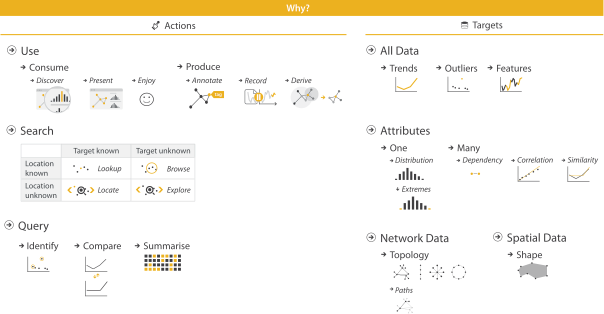 Why?
Actions
Use
Consume
Discover
Present
Enjoy
Produce
Annotate
tag
Record
Derive
Search
Target known
Target unknown
Location known
Lookup
Browse
Location unknown
Locate
Explore
Query
Identify
Compare
Summarise
Targets
All Data
Trends
Outliers
Features
Attributes
One
Distribution
Extremes
Many
Dependency
Correlation
Similarity
Network Data
Topology
Paths
Spatial Data
Shape